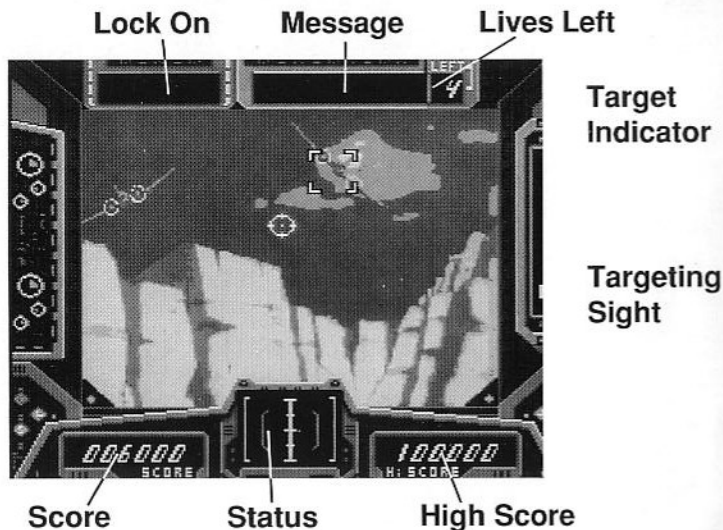 Lock On
Message
Lives Left
LEFT
4
Target
Indicator
Targeting
Sight
006000
SCORE
100000
Hi SCORE
Score
Status
High Score